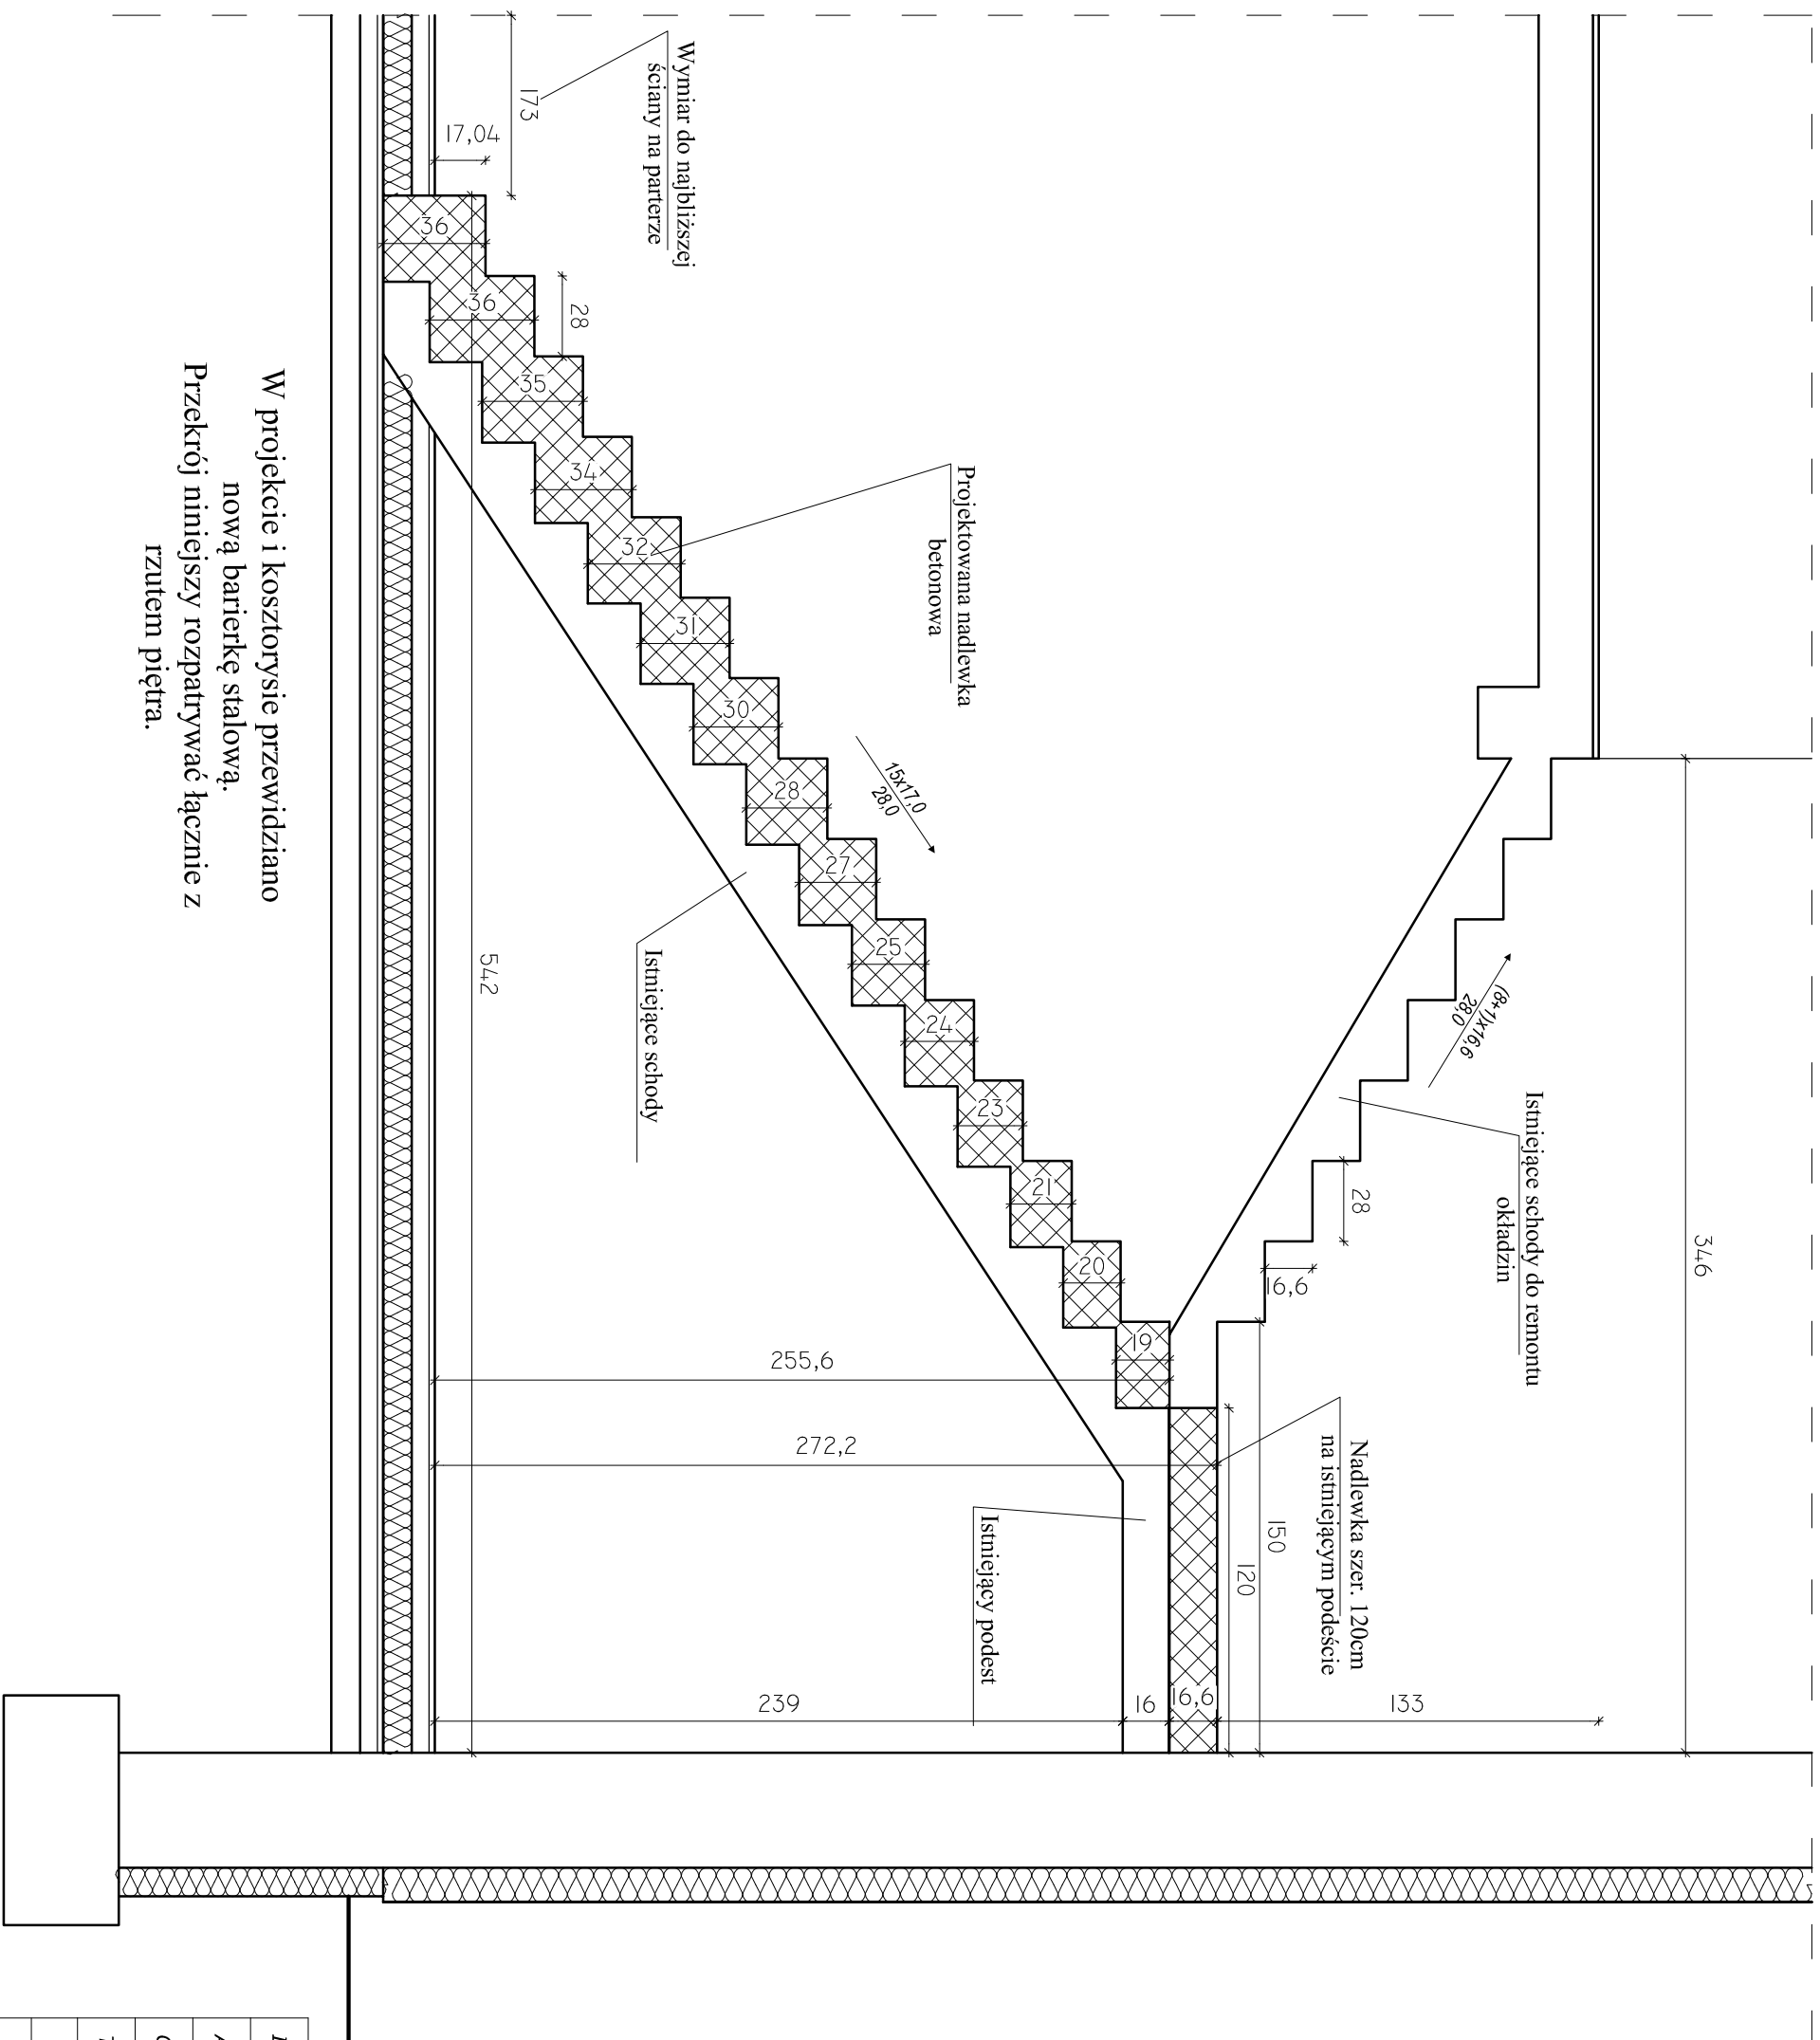 346
Istniejące schody do remontu
okładzin
(8+1)x16,6
28,0
28
16,6
Nadlewka szer. 120cm
na istniejącym podeście
150
120
133
16,6
16
239
Projektowana nadlewka
betonowa
15x17,0
28,0
Istniejący podest
Wymiar do najbliższej
ściany na parterze
173
17,04
28
36
36
35
34
32
31
30
28
27
25
24
23
21
20
19
255,6
272,2
Istniejące schody
542
W projekcie i kosztorysie przewidziano
nową barierkę stalową.
Przekrój niniejszy rozpatrywać łącznie z
rzutem piętra.